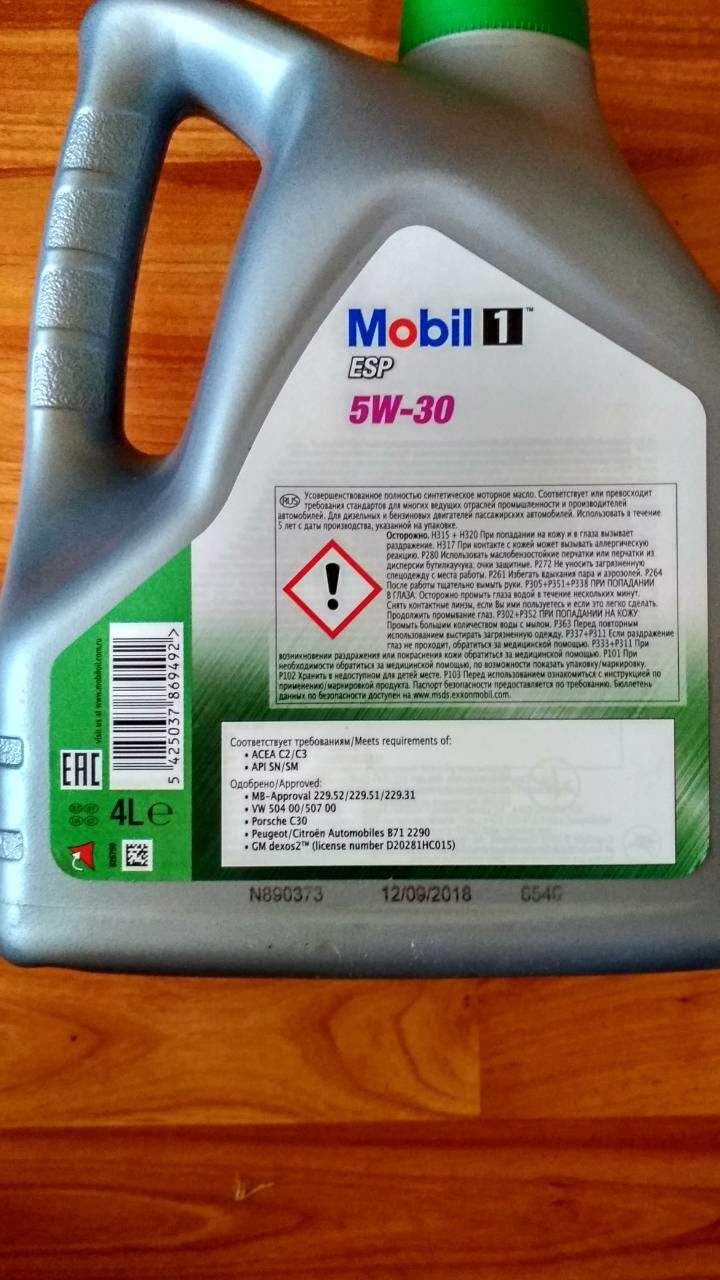 Mobil 1™
ESP
5W-30
RUS Усовершенствованное полностью синтетическое моторное масло. Соответствует или превосходит
требования стандартов для многих ведущих отраслей промышленности и производителей
автомобилей. Для дизельных и бензиновых двигателей пассажирских автомобилей. Использовать в течение
5 лет с даты производства, указанной на упаковке.
Осторожно. H315 + H320 При попадании на кожу и в глаза вызывает
раздражение. H317 При контакте с кожей может вызывать аллергическую
реакцию. P280 Использовать маслобензостойкие перчатки или перчатки из
дисперсии бутилкаучука; очки защитные. P272 Не уносить загрязненную
спецодежду с места работы. P261 Избегать вдыхания пара и аэрозолей. P264
После работы тщательно вымыть руки. P305+P351+P338 ПРИ ПОПАДАНИИ
В ГЛАЗА: Осторожно промыть глаза водой в течение нескольких минут.
Снять контактные линзы, если Вы ими пользуетесь и если это легко сделать.
Продолжить промывание глаз. P302+P352 ПРИ ПОПАДАНИИ НА КОЖУ:
Промыть большим количеством воды с мылом. P363 Перед повторным
использованием выстирать загрязненную одежду. P337+P311 Если раздражение
глаз не проходит, обратиться за медицинской помощью. P333+P311 При
возникновении раздражения или покраснения кожи обратиться за медицинской помощью. P101 При
необходимости обратиться за медицинской помощью, по возможности показать упаковку/маркировку.
P102 Хранить в недоступном для детей месте. P103 Перед использованием ознакомиться с инструкцией по
применению/маркировкой продукта. Паспорт безопасности предоставляется по требованию. Бюллетень
данных по безопасности доступен на www.msds.exxonmobil.com.
visit us at www.mobiloil.com.ru
5 425037 869492 >
EAC
4L e
Соответствует требованиям/Meets requirements of:
• ACEA C2/C3
• API SN/SM
Одобрено/Approved:
• MB-Approval 229.52/229.51/229.31
• VW 504 00/507 00
• Porsche C30
• Peugeot/Citroën Automobiles B71 2290
• GM dexos2™ (license number D20281HC015)
N890373 12/09/2018